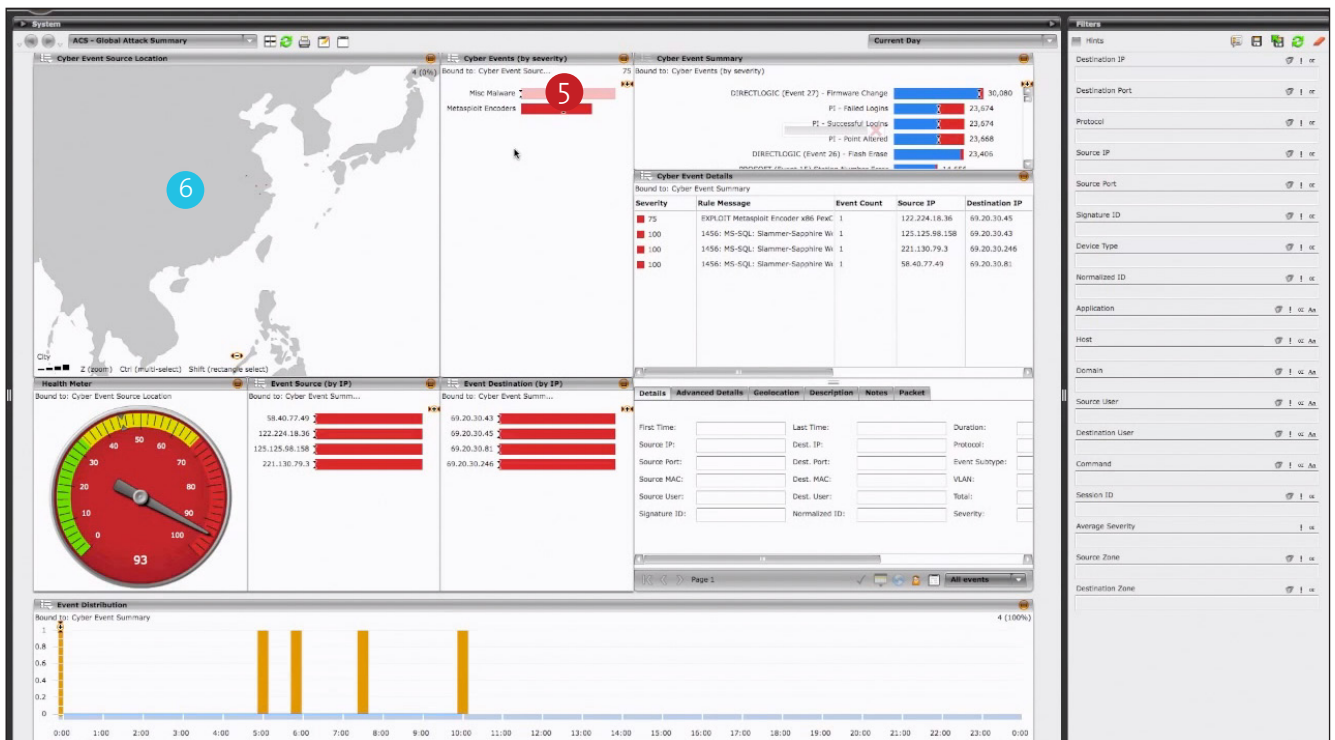 System
Filters
ACS - Global Attack Summary
Current Day
Hints
Cyber Event Source Location
4 (0%)
6
City
Z (zoom) Ctrl (multi-select) Shift (rectangle select)
Cyber Events (by severity)
Bound to: Cyber Event Sourc... 75
Misc Malware
5
Metasploit Encoders
Cyber Event Summary
Bound to: Cyber Events (by severity)
DIRECTLOGIC (Event 27) - Firmware Change 30,080
PI - Failed Logins 23,674
PI - Successful Logins 23,674
PI - Point Altered 23,668
DIRECTLOGIC (Event 26) - Flash Erase 23,406
Cyber Event Details
Bound to: Cyber Event Summary
Severity Rule Message Event Count Source IP Destination IP
75 EXPLOIT Metasploit Encoder x86 PexC 1 122.224.18.36 69.20.30.45
100 1456: MS-SQL: Slammer-Sapphire W 1 125.125.98.158 69.20.30.43
100 1456: MS-SQL: Slammer-Sapphire W 1 221.130.79.3 69.20.30.246
100 1456: MS-SQL: Slammer-Sapphire W 1 58.40.77.49 69.20.30.81
Health Meter
Bound to: Cyber Event Source Location
0 10 20 30 40 50 60 70 80 90 100
93
Event Source (by IP)
Bound to: Cyber Event Summ...
58.40.77.49
122.224.18.36
125.125.98.158
221.130.79.3
Event Destination (by IP)
Bound to: Cyber Event Summ...
69.20.30.43
69.20.30.45
69.20.30.81
69.20.30.246
Details Advanced Details Geolocation Description Notes Packet
First Time: Last Time: Duration:
Source IP: Dest. IP: Protocol:
Source Port: Dest. Port: Event Subtype:
Source MAC: Dest. MAC: VLAN:
Source User: Dest. User: Total:
Signature ID: Normalized ID: Severity:
Page 1
All events
Event Distribution
Bound to: Cyber Event Summary 4 (100%)
1
0.8
0.6
0.4
0.2
0
0:00 1:00 2:00 3:00 4:00 5:00 6:00 7:00 8:00 9:00 10:00 11:00 12:00 13:00 14:00 15:00 16:00 17:00 18:00 19:00 20:00 21:00 22:00 23:00 0:00
Destination IP
Destination Port
Protocol
Source IP
Source Port
Signature ID
Device Type
Normalized ID
Application
Host
Domain
Source User
Destination User
Command
Session ID
Average Severity
Source Zone
Destination Zone